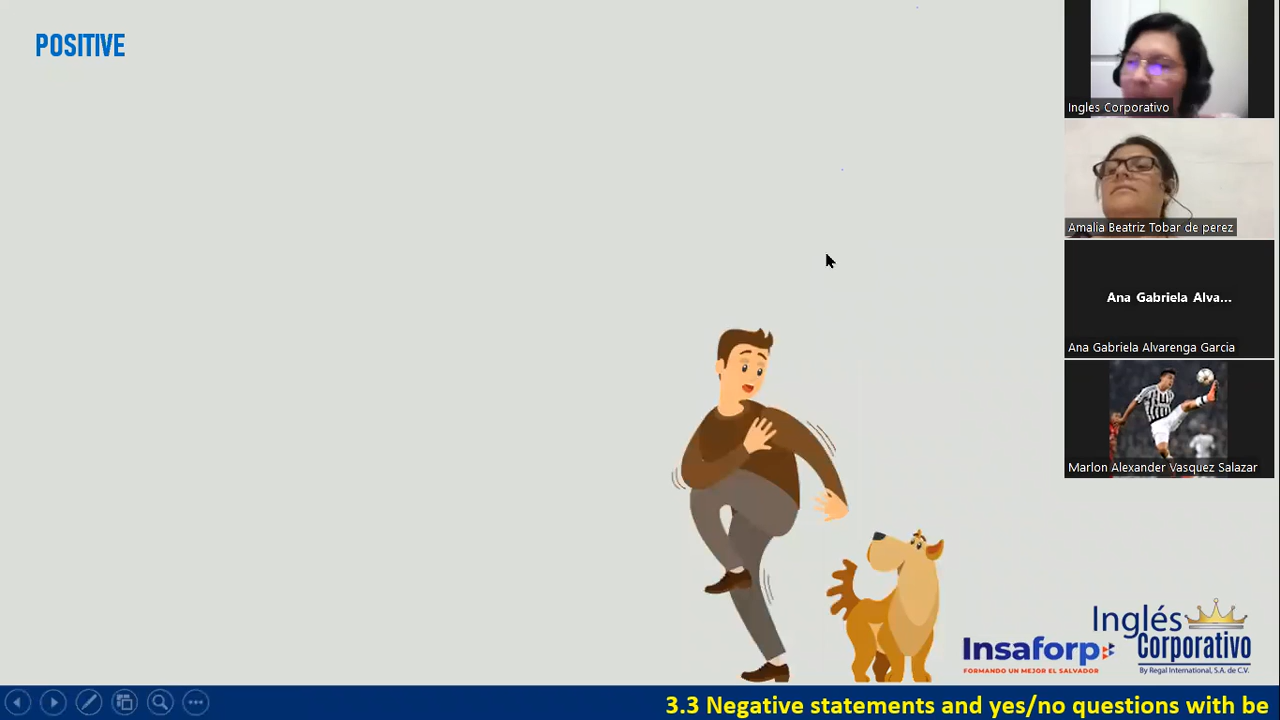 POSITIVE
Ingles Corporativo
Amalia Beatriz Tobar de perez
Ana Gabriela Alva...
Ana Gabriela Alvarenga Garcia
Marlon Alexander Vasquez Salazar
Insaforp
FORMANDO UN MEJOR EL SALVADOR
Inglés
Corporativo
By Regal International, S.A. de C.V.
3.3 Negative statements and yes/no questions with be